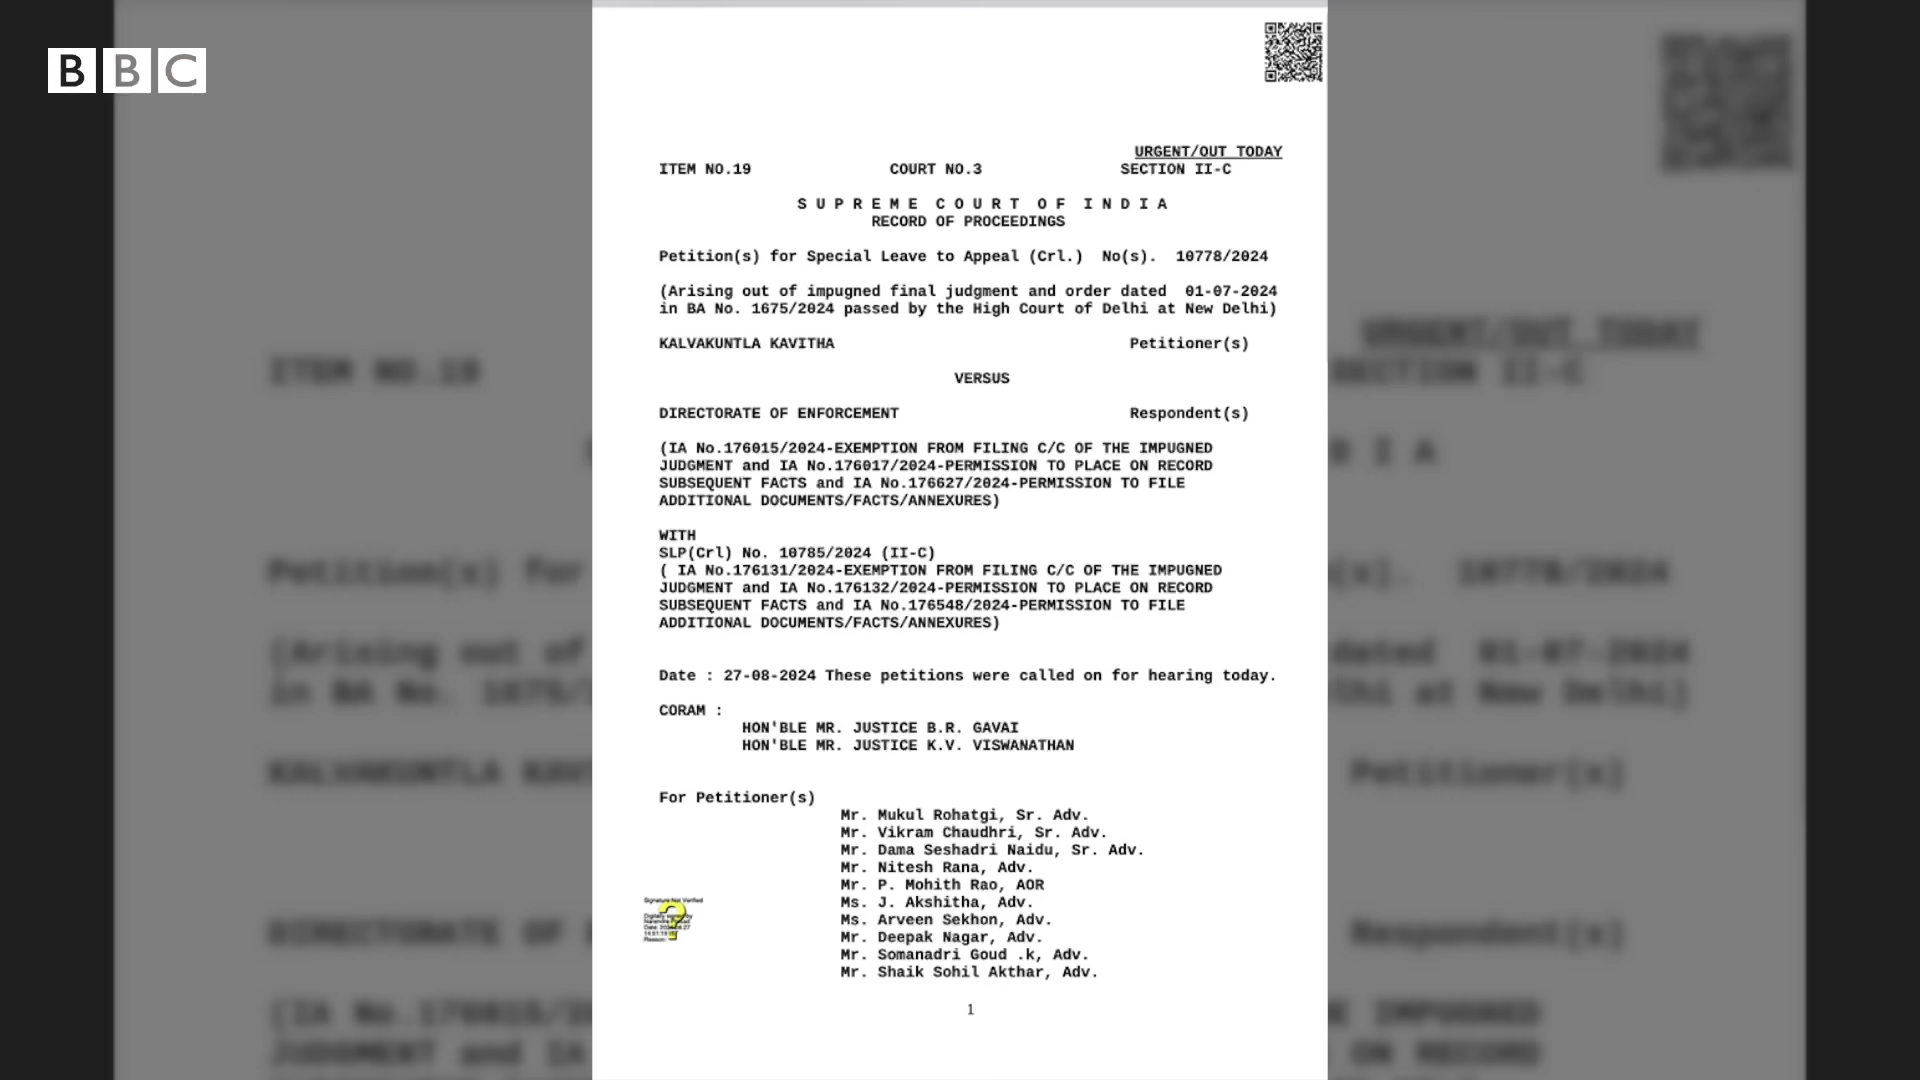 BBC
URGENT/OUT TODAY
ITEM NO.19 COURT NO.3 SECTION II-C
SUPREME COURT OF INDIA
RECORD OF PROCEEDINGS
Petition(s) for Special Leave to Appeal (Crl.) No(s). 10778/2024
(Arising out of impugned final judgment and order dated 01-07-2024
in BA No. 1675/2024 passed by the High Court of Delhi at New Delhi)
KALVAKUNTLA KAVITHA Petitioner(s)
VERSUS
DIRECTORATE OF ENFORCEMENT Respondent(s)
(IA No.176015/2024-EXEMPTION FROM FILING C/C OF THE IMPUGNED
JUDGMENT and IA No.176017/2024-PERMISSION TO PLACE ON RECORD
SUBSEQUENT FACTS and IA No.176627/2024-PERMISSION TO FILE
ADDITIONAL DOCUMENTS/FACTS/ANNEXURES)
WITH
SLP(Crl) No. 10785/2024 (II-C)
( IA No.176131/2024-EXEMPTION FROM FILING C/C OF THE IMPUGNED
JUDGMENT and IA No.176132/2024-PERMISSION TO PLACE ON RECORD
SUBSEQUENT FACTS and IA No.176548/2024-PERMISSION TO FILE
ADDITIONAL DOCUMENTS/FACTS/ANNEXURES)
Date : 27-08-2024 These petitions were called on for hearing today.
CORAM :
HON'BLE MR. JUSTICE B.R. GAVAI
HON'BLE MR. JUSTICE K.V. VISWANATHAN
For Petitioner(s)
Mr. Mukul Rohatgi, Sr. Adv.
Mr. Vikram Chaudhri, Sr. Adv.
Mr. Dama Seshadri Naidu, Sr. Adv.
Mr. Nitesh Rana, Adv.
Mr. P. Mohith Rao, AOR
Ms. J. Akshitha, Adv.
Ms. Arveen Sekhon, Adv.
Mr. Deepak Nagar, Adv.
Mr. Somanadri Goud .k, Adv.
Mr. Shaik Sohil Akthar, Adv.
Signature Not Verified
1